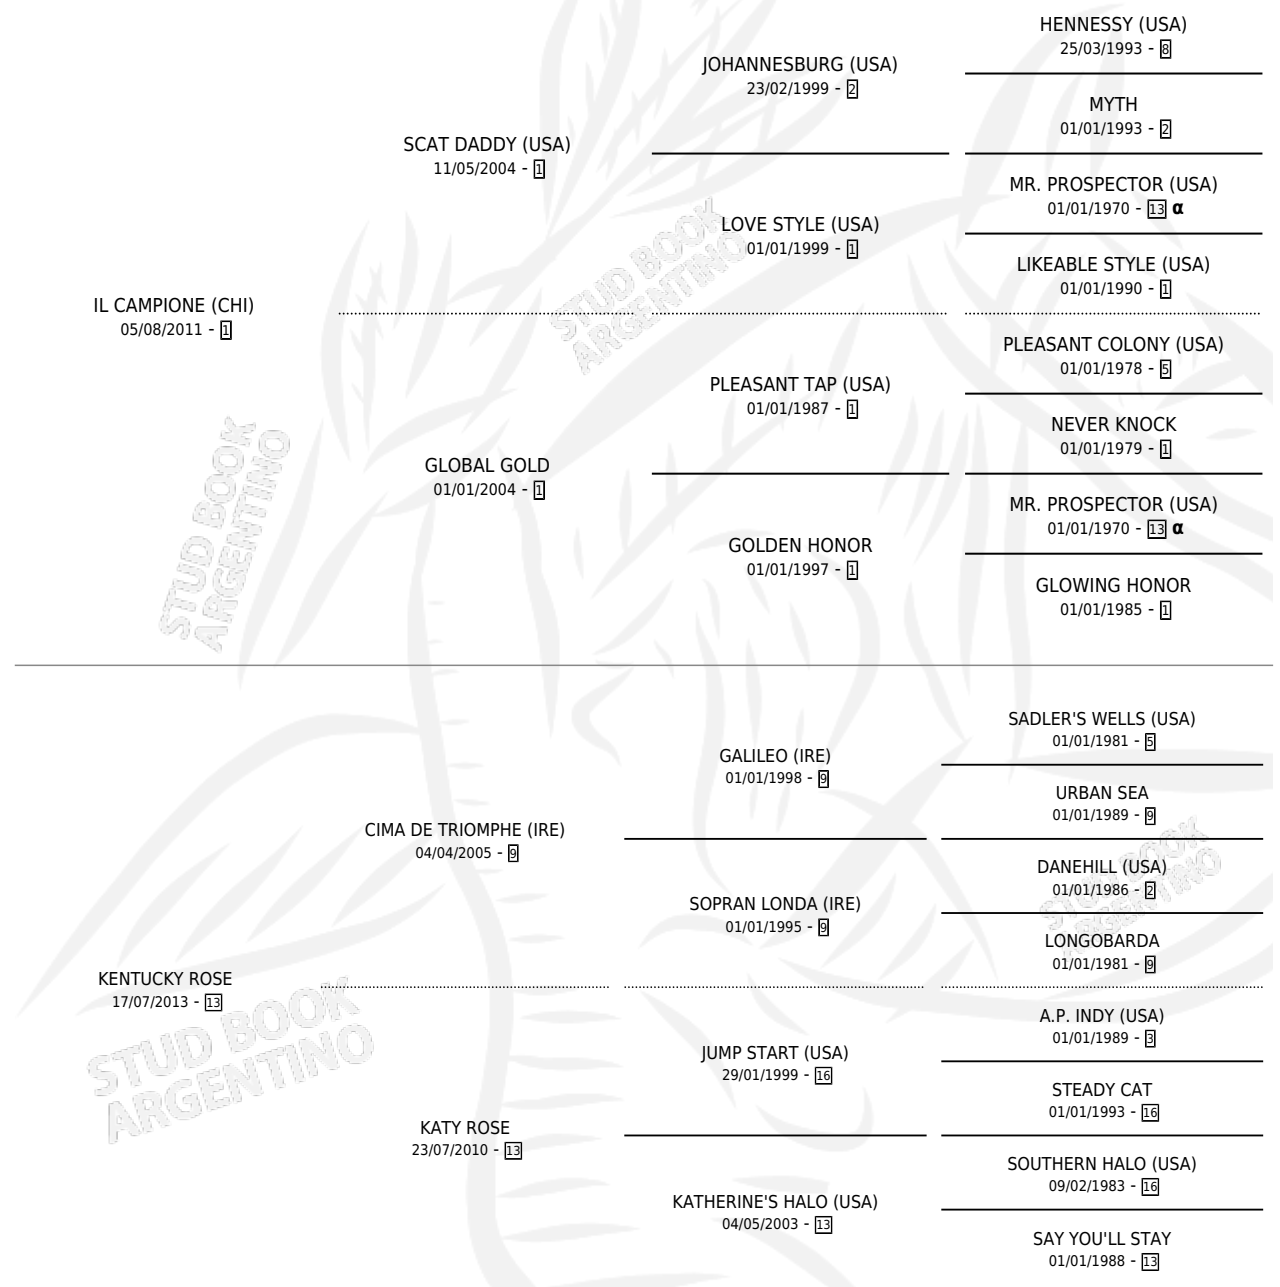 HENNESSY (USA)
25/03/1993 - 8
JOHANNESBURG (USA)
23/02/1999 - 2
MYTH
01/01/1993 - 2
SCAT DADDY (USA)
11/05/2004 - 1
MR. PROSPECTOR (USA)
01/01/1970 - 13 α
LOVE STYLE (USA)
01/01/1999 - 1
LIKEABLE STYLE (USA)
01/01/1990 - 1
IL CAMPIONE (CHI)
05/08/2011 - 1
STUD BOOK
ARGENTINO
PLEASANT COLONY (USA)
01/01/1978 - 5
PLEASANT TAP (USA)
01/01/1987 - 1
NEVER KNOCK
01/01/1979 - 1
GLOBAL GOLD
01/01/2004 - 1
MR. PROSPECTOR (USA)
01/01/1970 - 13 α
GOLDEN HONOR
01/01/1997 - 1
GLOWING HONOR
01/01/1985 - 1
STUD BOOK
ARGENTINO
SADLER'S WELLS (USA)
01/01/1981 - 5
GALILEO (IRE)
01/01/1998 - 9
URBAN SEA
01/01/1989 - 9
CIMA DE TRIOMPHE (IRE)
04/04/2005 - 9
DANEHILL (USA)
01/01/1986 - 2
SOPRAN LONDA (IRE)
01/01/1995 - 9
LONGOBARDA
01/01/1981 - 9
STUD BOOK
ARGENTINO
KENTUCKY ROSE
17/07/2013 - 13
A.P. INDY (USA)
01/01/1989 - 3
JUMP START (USA)
29/01/1999 - 16
STEADY CAT
01/01/1993 - 16
KATY ROSE
23/07/2010 - 13
SOUTHERN HALO (USA)
09/02/1983 - 16
KATHERINE'S HALO (USA)
04/05/2003 - 13
SAY YOU'LL STAY
01/01/1988 - 13
STUD BOOK
ARGENTINO